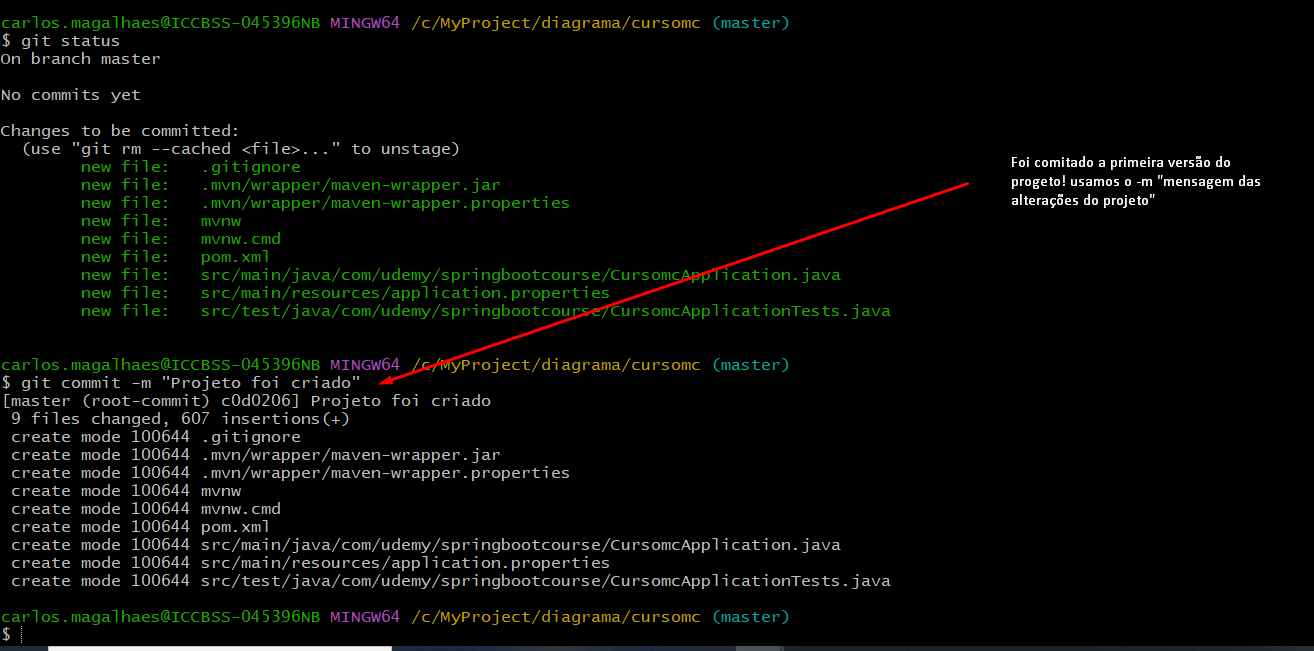 carlos.magalhaes@ICCBSS-045396NB MINGW64 /c/MyProject/diagrama/cursomc (master)
$ git status
On branch master
No commits yet
Changes to be committed:
(use "git rm --cached <file>..." to unstage)
new file: .gitignore
new file: .mvn/wrapper/maven-wrapper.jar
new file: .mvn/wrapper/maven-wrapper.properties
new file: mvnw
new file: mvnw.cmd
new file: pom.xml
new file: src/main/java/com/udemy/springbootcourse/CursomcApplication.java
new file: src/main/resources/application.properties
new file: src/test/java/com/udemy/springbootcourse/CursomcApplicationTests.java
Foi comitado a primeira versão do
progeto! usamos o -m "mensagem das
alterações do projeto"
carlos.magalhaes@ICCBSS-045396NB MINGW64 /c/MyProject/diagrama/cursomc (master)
$ git commit -m "Projeto foi criado"
[master (root-commit) c0d0206] Projeto foi criado
9 files changed, 607 insertions(+)
create mode 100644 .gitignore
create mode 100644 .mvn/wrapper/maven-wrapper.jar
create mode 100644 .mvn/wrapper/maven-wrapper.properties
create mode 100644 mvnw
create mode 100644 mvnw.cmd
create mode 100644 pom.xml
create mode 100644 src/main/java/com/udemy/springbootcourse/CursomcApplication.java
create mode 100644 src/main/resources/application.properties
create mode 100644 src/test/java/com/udemy/springbootcourse/CursomcApplicationTests.java
carlos.magalhaes@ICCBSS-045396NB MINGW64 /c/MyProject/diagrama/cursomc (master)
$